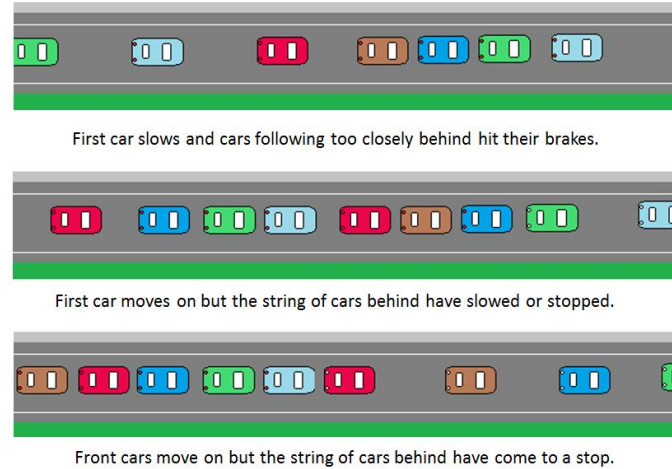 First car slows and cars following too closely behind hit their brakes.
First car moves on but the string of cars behind have slowed or stopped.
Front cars move on but the string of cars behind have come to a stop.